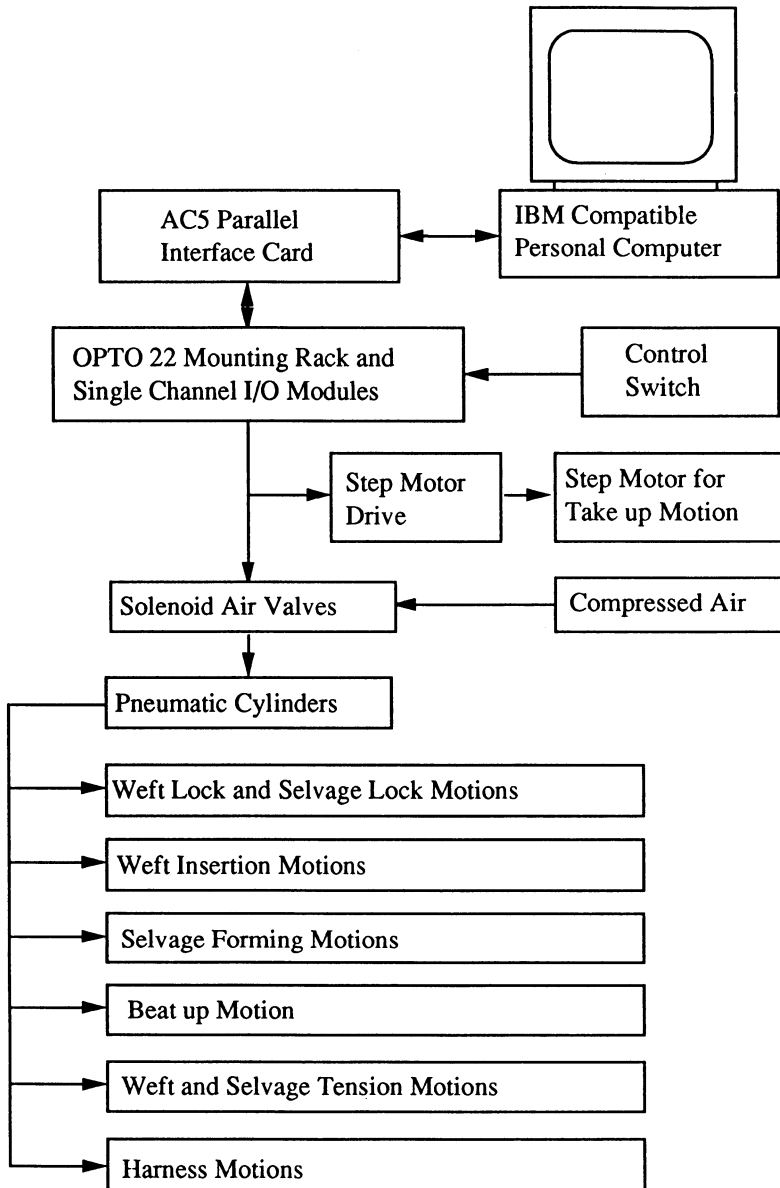 AC5 Parallel
Interface Card
IBM Compatible
Personal Computer
OPTO 22 Mounting Rack and
Single Channel I/O Modules
Control
Switch
Step Motor
Drive
Step Motor for
Take up Motion
Solenoid Air Valves
Compressed Air
Pneumatic Cylinders
Weft Lock and Selvage Lock Motions
Weft Insertion Motions
Selvage Forming Motions
Beat up Motion
Weft and Selvage Tension Motions
Harness Motions